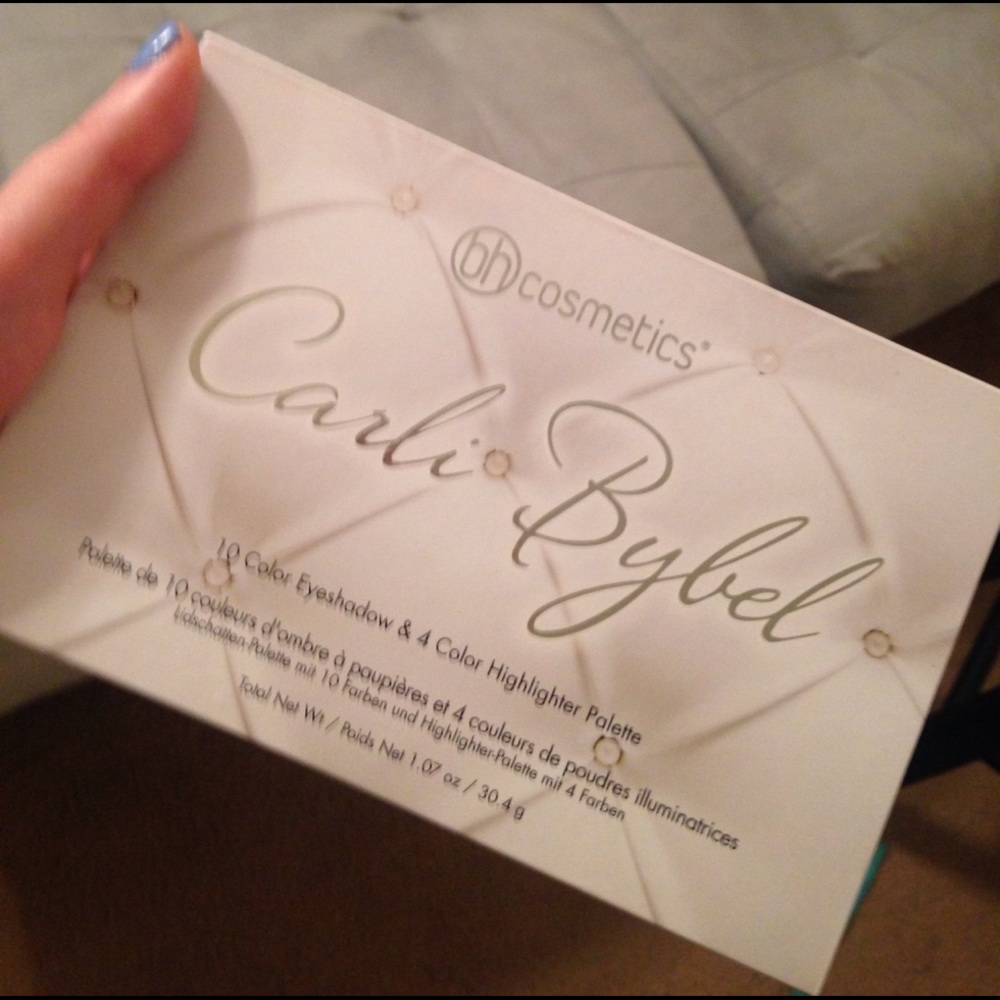 bh cosmetics®
Carli Bybel
10 Color Eyeshadow & 4 Color Highlighter Palette
Palette de 10 couleurs d'ombre à paupières et 4 couleurs de poudres illuminatrices
Lidschatten-Palette mit 10 Farben und Highlighter-Palette mit 4 Farben
Total Net Wt / Poids Net 1.07 oz / 30.4 g